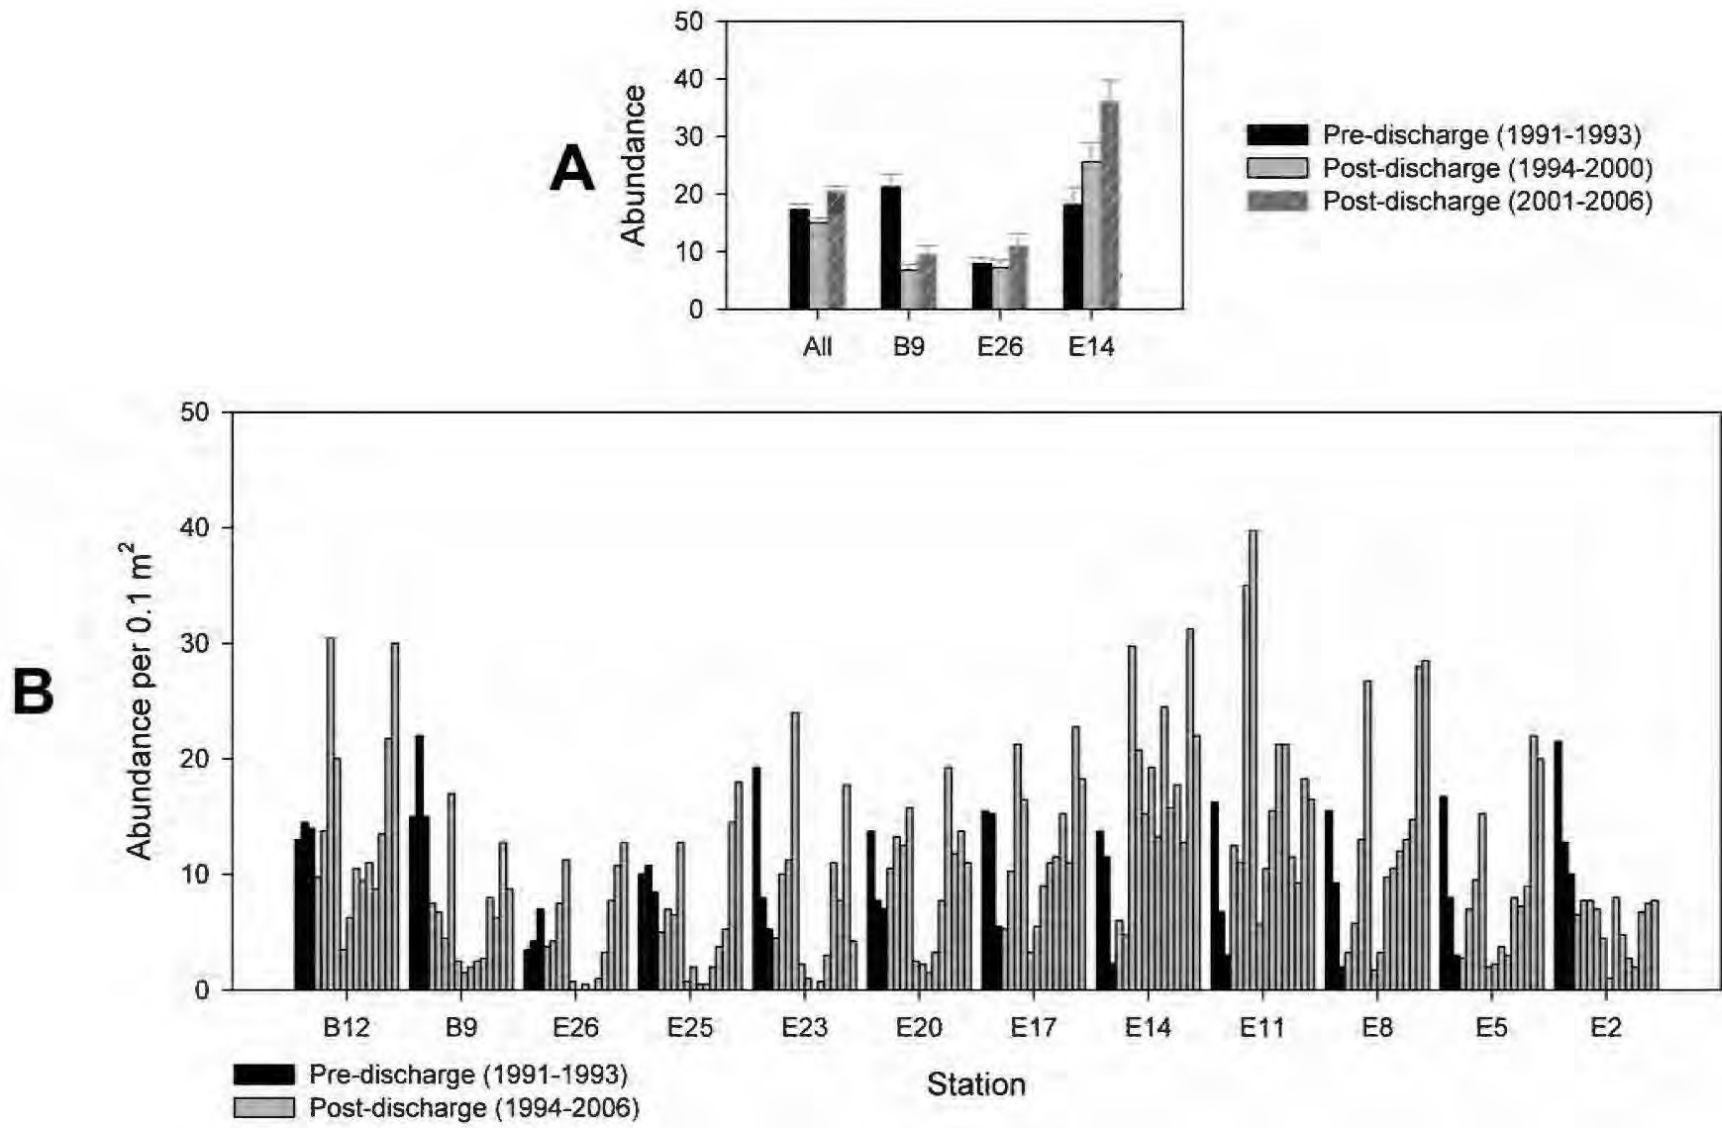 A
Abundance
50
40
30
20
10
0
All B9 E26 E14
Pre-discharge (1991-1993)
Post-discharge (1994-2000)
Post-discharge (2001-2006)
B
Abundance per 0.1 m²
50
40
30
20
10
0
B12 B9 E26 E25 E23 E20 E17 E14 E11 E8 E5 E2
Station
Pre-discharge (1991-1993)
Post-discharge (1994-2006)